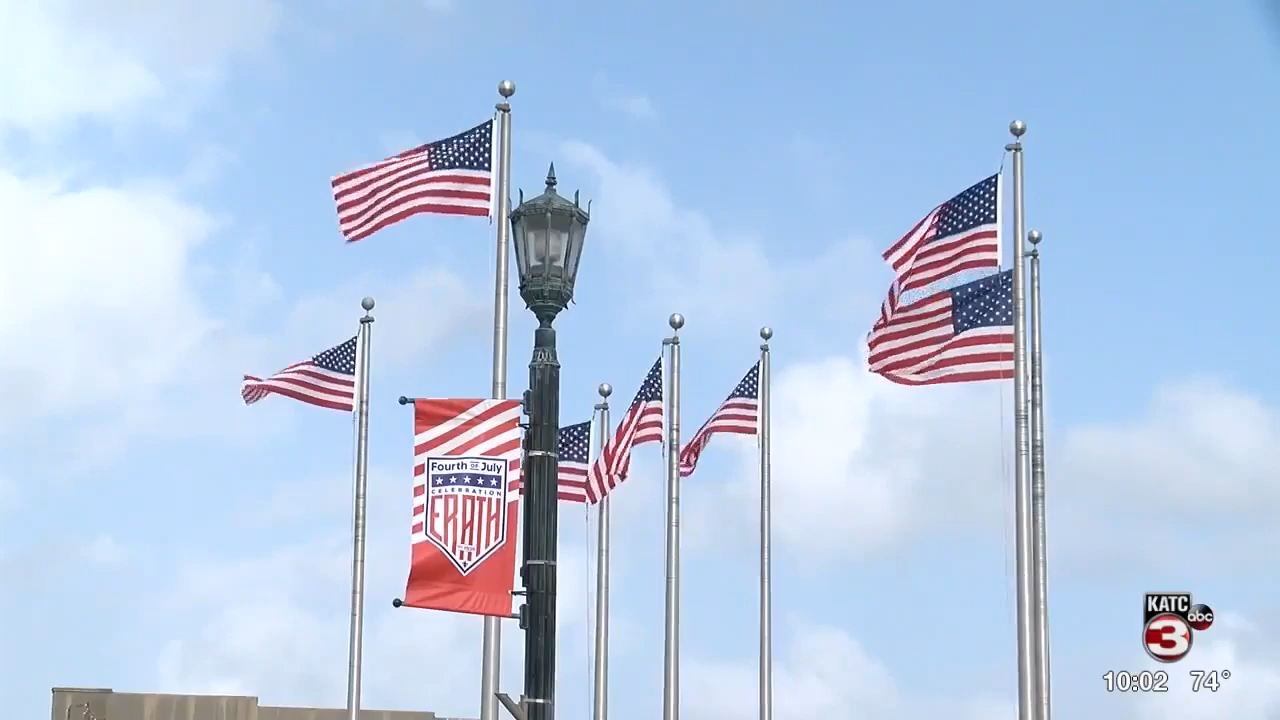 Fourth OF July
CELEBRATION
ERATH
KATC
abc
3
10:02 74°